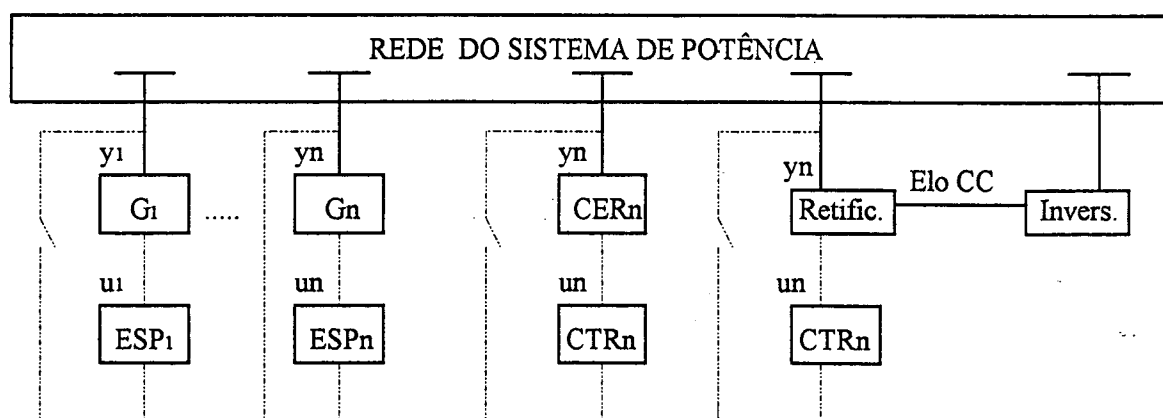 REDE DO SISTEMA DE POTÊNCIA
y1 yn yn yn
G1 ..... Gn CERn Retific. Elo CC Invers.
u1 un un un
ESP1 ESPn CTRn CTRn